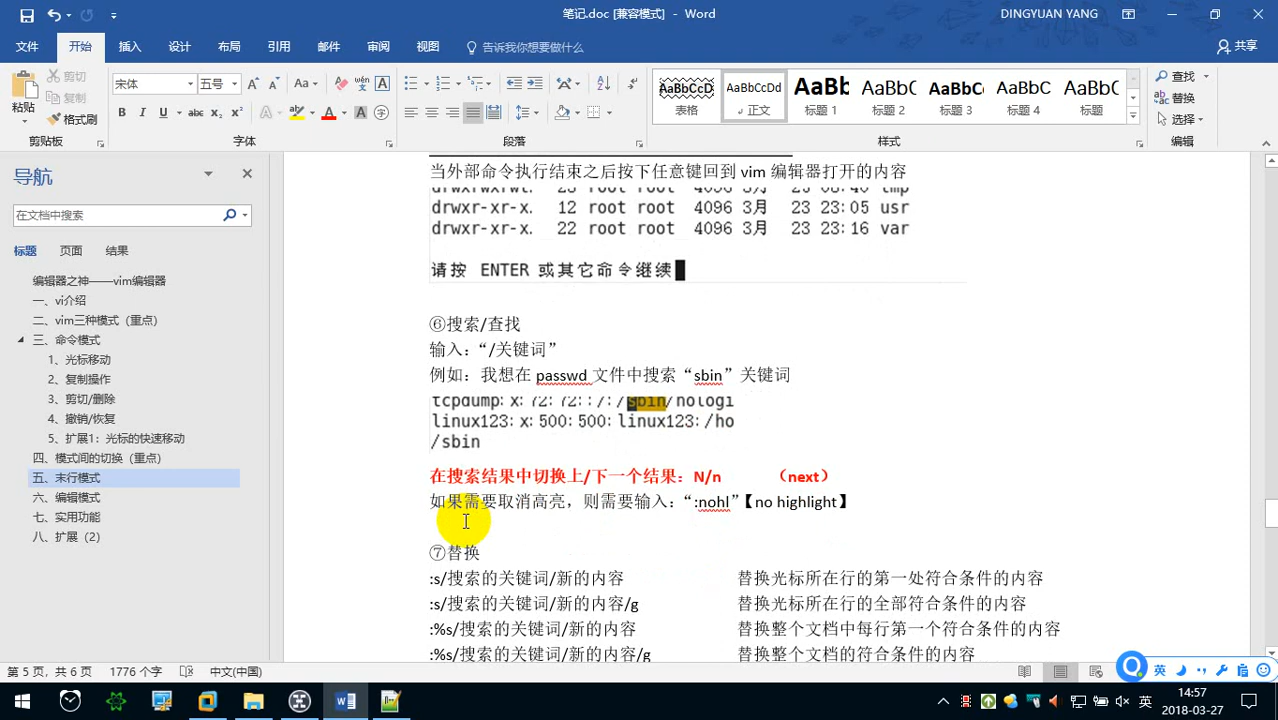 笔记.doc [兼容模式] - Word
DINGYUAN YANG
文件
开始
插入
设计
布局
引用
邮件
审阅
视图
告诉我你想要做什么
共享
粘贴
剪切
复制
格式刷
剪贴板
宋体
五号
字体
段落
AaBbCcD
表格
AaBbCcDd
正文
AaBb
标题 1
AaBbC
标题 2
AaBbC
标题 3
AaBbC
标题 4
AaBbC
标题
样式
查找
替换
选择
编辑
导航
在文档中搜索
标题
页面
结果
编辑器之神——vim编辑器
一、vi介绍
二、vim三种模式（重点）
三、命令模式
1、光标移动
2、复制操作
3、剪切/删除
4、撤销/恢复
5、扩展1：光标的快速移动
四、模式间的切换（重点）
五、末行模式
六、编辑模式
七、实用功能
八、扩展（2）
当外部命令执行结束之后按下任意键回到 vim 编辑器打开的内容
drwxrwxrwt. 23 root root 4096 3月 23 08:40 tmp
drwxr-xr-x. 12 root root 4096 3月 23 23:05 usr
drwxr-xr-x. 22 root root 4096 3月 23 23:16 var
请按 ENTER 或其它命令继续
⑥搜索/查找
输入：“/关键词”
例如：我想在 passwd 文件中搜索“sbin”关键词
tcpdump:x:72:72::/:/sbin/nologi
linux123:x:500:500:linux123:/ho
/sbin
在搜索结果中切换上/下一个结果：N/n （next）
如果需要取消高亮，则需要输入：“:nohl”【no highlight】
⑦替换
:s/搜索的关键词/新的内容 替换光标所在行的第一处符合条件的内容
:s/搜索的关键词/新的内容/g 替换光标所在行的全部符合条件的内容
:%s/搜索的关键词/新的内容 替换整个文档中每行第一个符合条件的内容
:%s/搜索的关键词/新的内容/g 替换整个文档的符合条件的内容
第 5 页，共 6 页
1776 个字
中文(中国)
英
英
14:57
2018-03-27